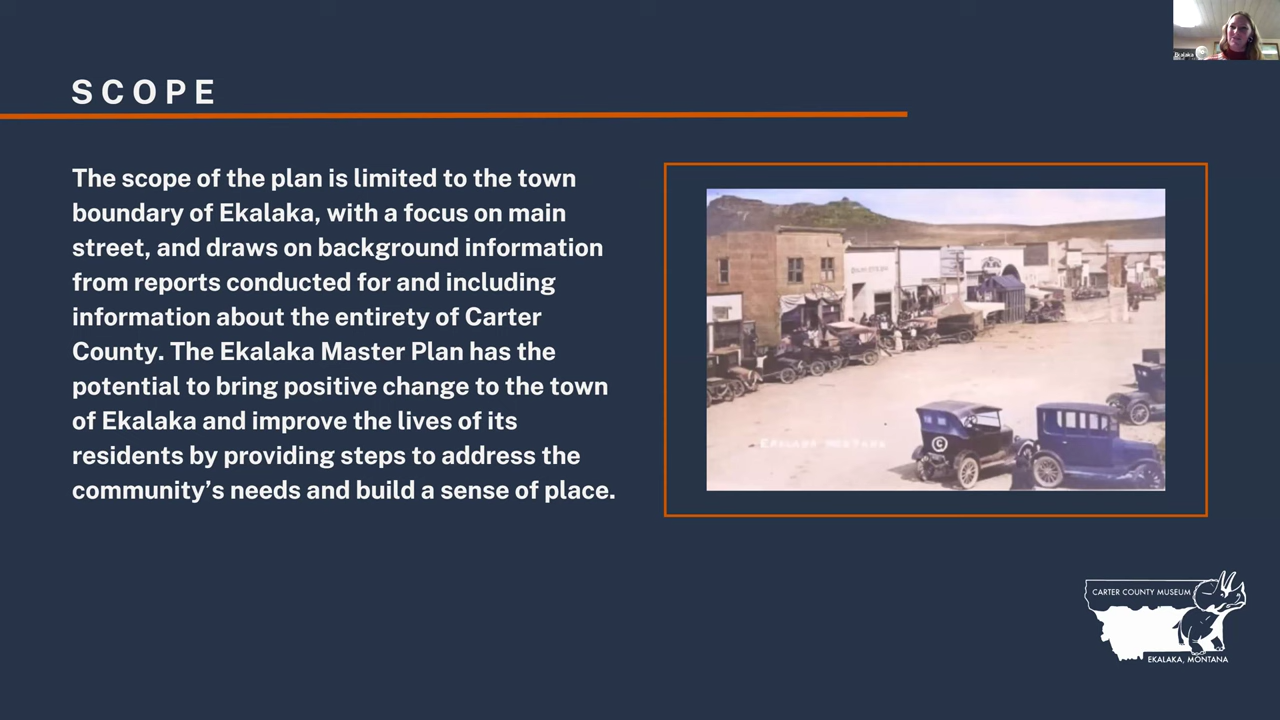 Ekalaka
SCOPE
The scope of the plan is limited to the town
boundary of Ekalaka, with a focus on main
street, and draws on background information
from reports conducted for and including
information about the entirety of Carter
County. The Ekalaka Master Plan has the
potential to bring positive change to the town
of Ekalaka and improve the lives of its
residents by providing steps to address the
community’s needs and build a sense of place.
EKALAKA MONTANA
©
CARTER COUNTY MUSEUM
EKALAKA, MONTANA